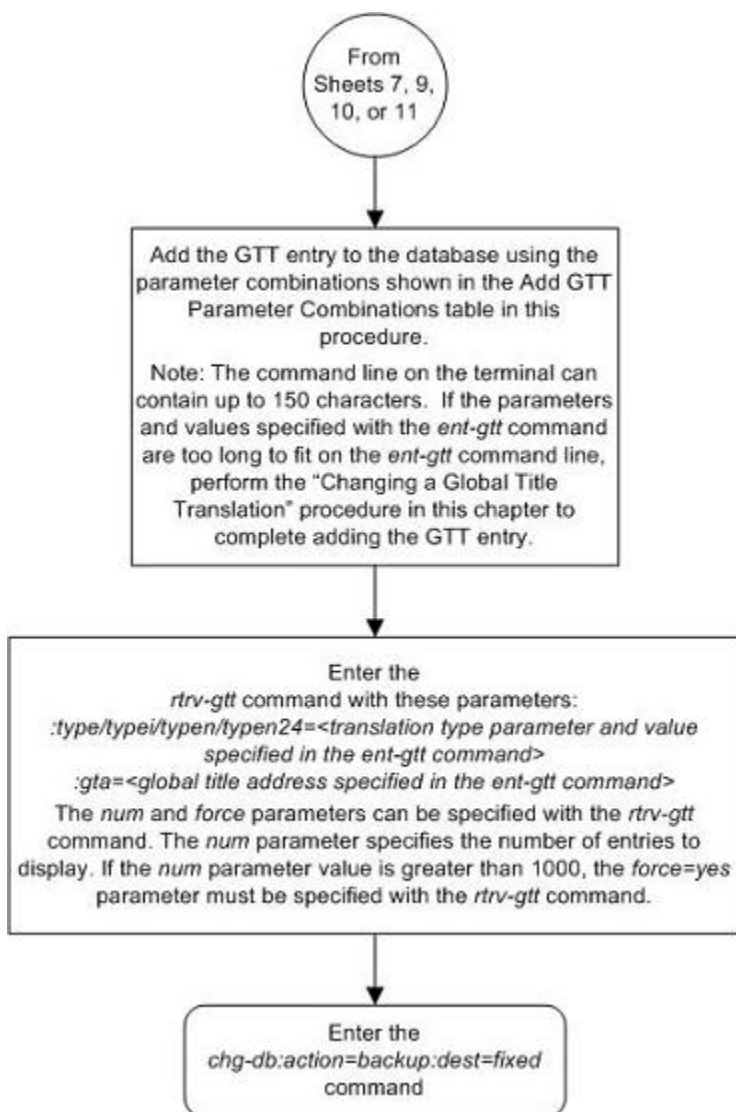 From
Sheets 7, 9,
10, or 11
Add the GTT entry to the database using the
parameter combinations shown in the Add GTT
Parameter Combinations table in this
procedure.
Note: The command line on the terminal can
contain up to 150 characters.  If the parameters
and values specified with the ent-gtt command
are too long to fit on the ent-gtt command line,
perform the “Changing a Global Title
Translation” procedure in this chapter to
complete adding the GTT entry.
Enter the
rtrv-gtt command with these parameters:
:type/typei/typen/typen24=<translation type parameter and value
specified in the ent-gtt command>
:gta=<global title address specified in the ent-gtt command>
The num and force parameters can be specified with the rtrv-gtt
command. The num parameter specifies the number of entries to
display. If the num parameter value is greater than 1000, the force=yes
parameter must be specified with the rtrv-gtt command.
Enter the
chg-db:action=backup:dest=fixed
command